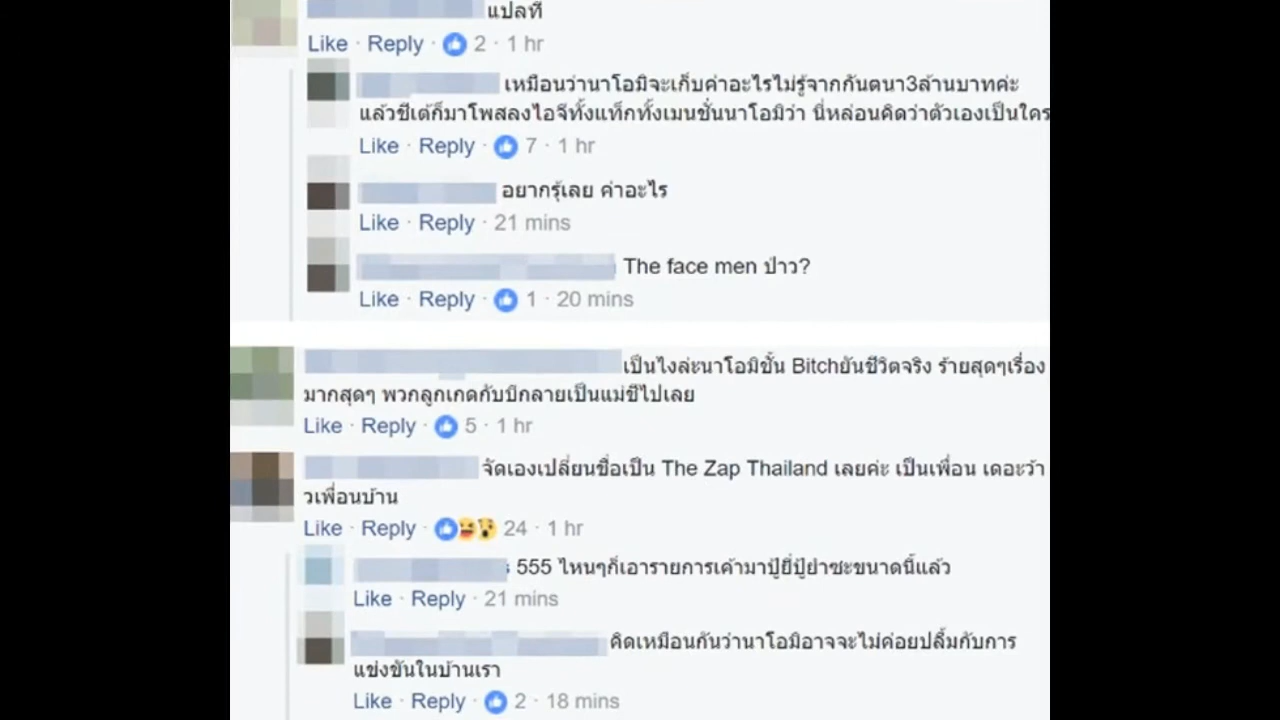 แปลที
Like · Reply · 2 · 1 hr
เหมือนว่านาโอมิจะเก็บค่าอะไรไม่รู้จากกันตนา3ล้านบาทค่ะ
แล้วชีเต้ก็มาโพสลงไอจีทั้งแท็กทั้งเมนชั่นนาโอมิว่า นี่หล่อนคิดว่าตัวเองเป็นใคร
Like · Reply · 7 · 1 hr
อยากรุ้เลย ค่าอะไร
Like · Reply · 21 mins
The face men ป่าว?
Like · Reply · 1 · 20 mins
เป็นไงล่ะนาโอมิชั้น Bitchยันชีวิตจริง ร้ายสุดๆเรื่อง
มากสุดๆ พวกลูกเกดกับบีกลายเป็นแม่ชีไปเลย
Like · Reply · 5 · 1 hr
จัดเองเปลี่ยนชื่อเป็น The Zap Thailand เลยค่ะ เป็นเพื่อน เดอะว้า
วเพื่อนบ้าน
Like · Reply · 24 · 1 hr
555 ไหนๆก็เอารายการเค้ามาปู้ยี่ปู้ยำซะขนาดนี้แล้ว
Like · Reply · 21 mins
คิดเหมือนกันว่านาโอมิอาจจะไม่ค่อยปลื้มกับการ
แข่งขันในบ้านเรา
Like · Reply · 2 · 18 mins